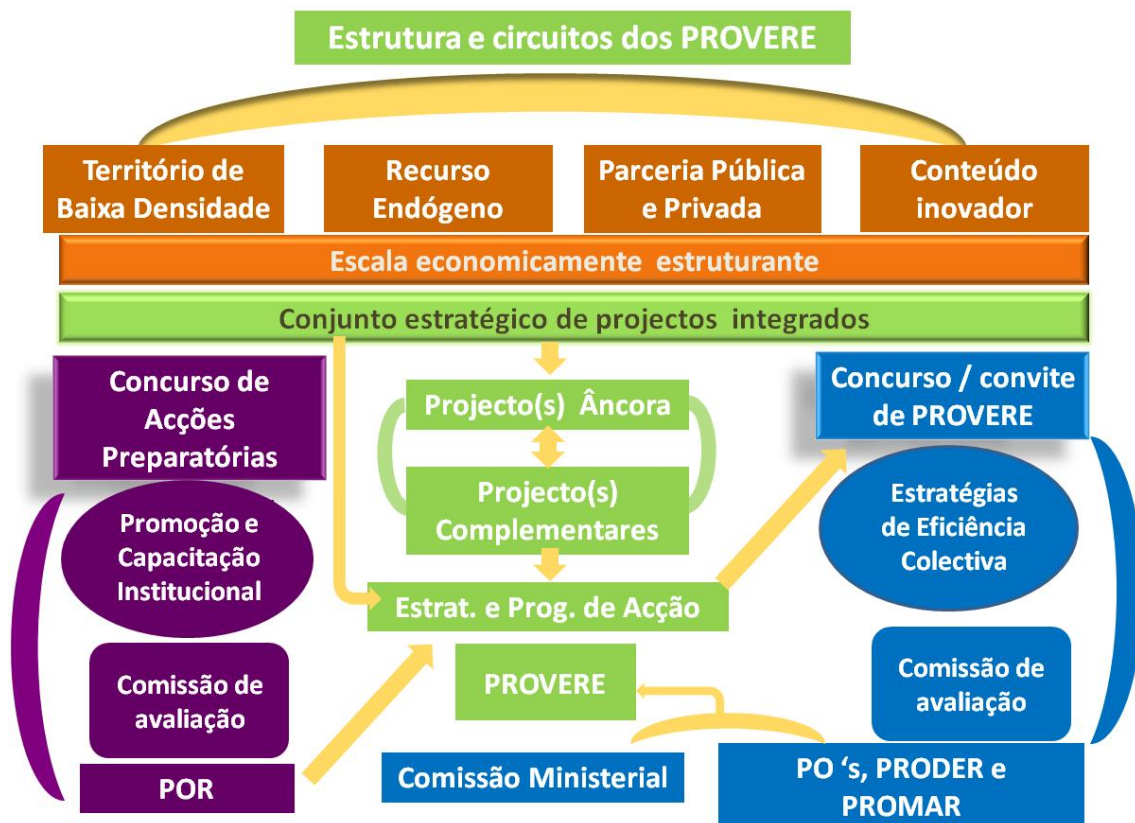 Estrutura e circuitos dos PROVERE
Território de
Baixa Densidade
Recurso
Endógeno
Parceria Pública
e Privada
Conteúdo
inovador
Escala economicamente estruturante
Conjunto estratégico de projectos integrados
Concurso de
Acções
Preparatórias
Projecto(s) Âncora
Concurso / convite
de PROVERE
Promoção e
Capacitação
Institucional
Projecto(s)
Complementares
Estratégias
de Eficiência
Colectiva
Estrat. e Prog. de Acção
Comissão de
avaliação
PROVERE
Comissão de
avaliação
POR
Comissão Ministerial
PO 's, PRODER e
PROMAR